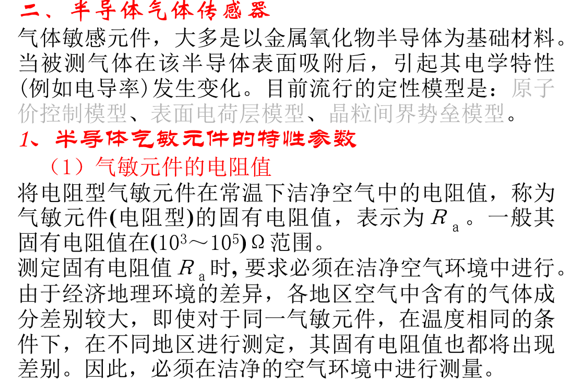 二、半导体气体传感器
气体敏感元件，大多是以金属氧化物半导体为基础材料。
当被测气体在该半导体表面吸附后，引起其电学特性
(例如电导率)发生变化。目前流行的定性模型是：原子
价控制模型、表面电荷层模型、晶粒间界势垒模型。
1、半导体气敏元件的特性参数
（1）气敏元件的电阻值
将电阻型气敏元件在常温下洁净空气中的电阻值，称为
气敏元件(电阻型)的固有电阻值，表示为Ra。一般其
固有电阻值在(10³～10⁵)Ω范围。
测定固有电阻值Ra时,要求必须在洁净空气环境中进行。
由于经济地理环境的差异，各地区空气中含有的气体成
分差别较大，即使对于同一气敏元件，在温度相同的条
件下，在不同地区进行测定，其固有电阻值也都将出现
差别。因此，必须在洁净的空气环境中进行测量。